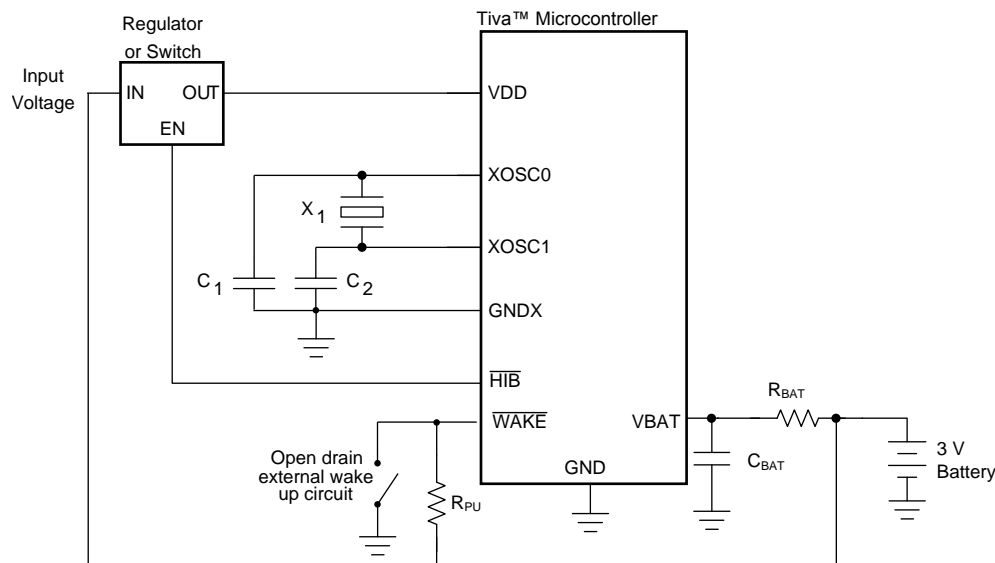 Tiva™ Microcontroller
Regulator
or Switch
Input
Voltage
IN
OUT
EN
VDD
XOSC0
X1
XOSC1
C1
C2
GNDX
HIB
WAKE
VBAT
RBAT
CBAT
3 V
Battery
Open drain
external wake
up circuit
RPU
GND